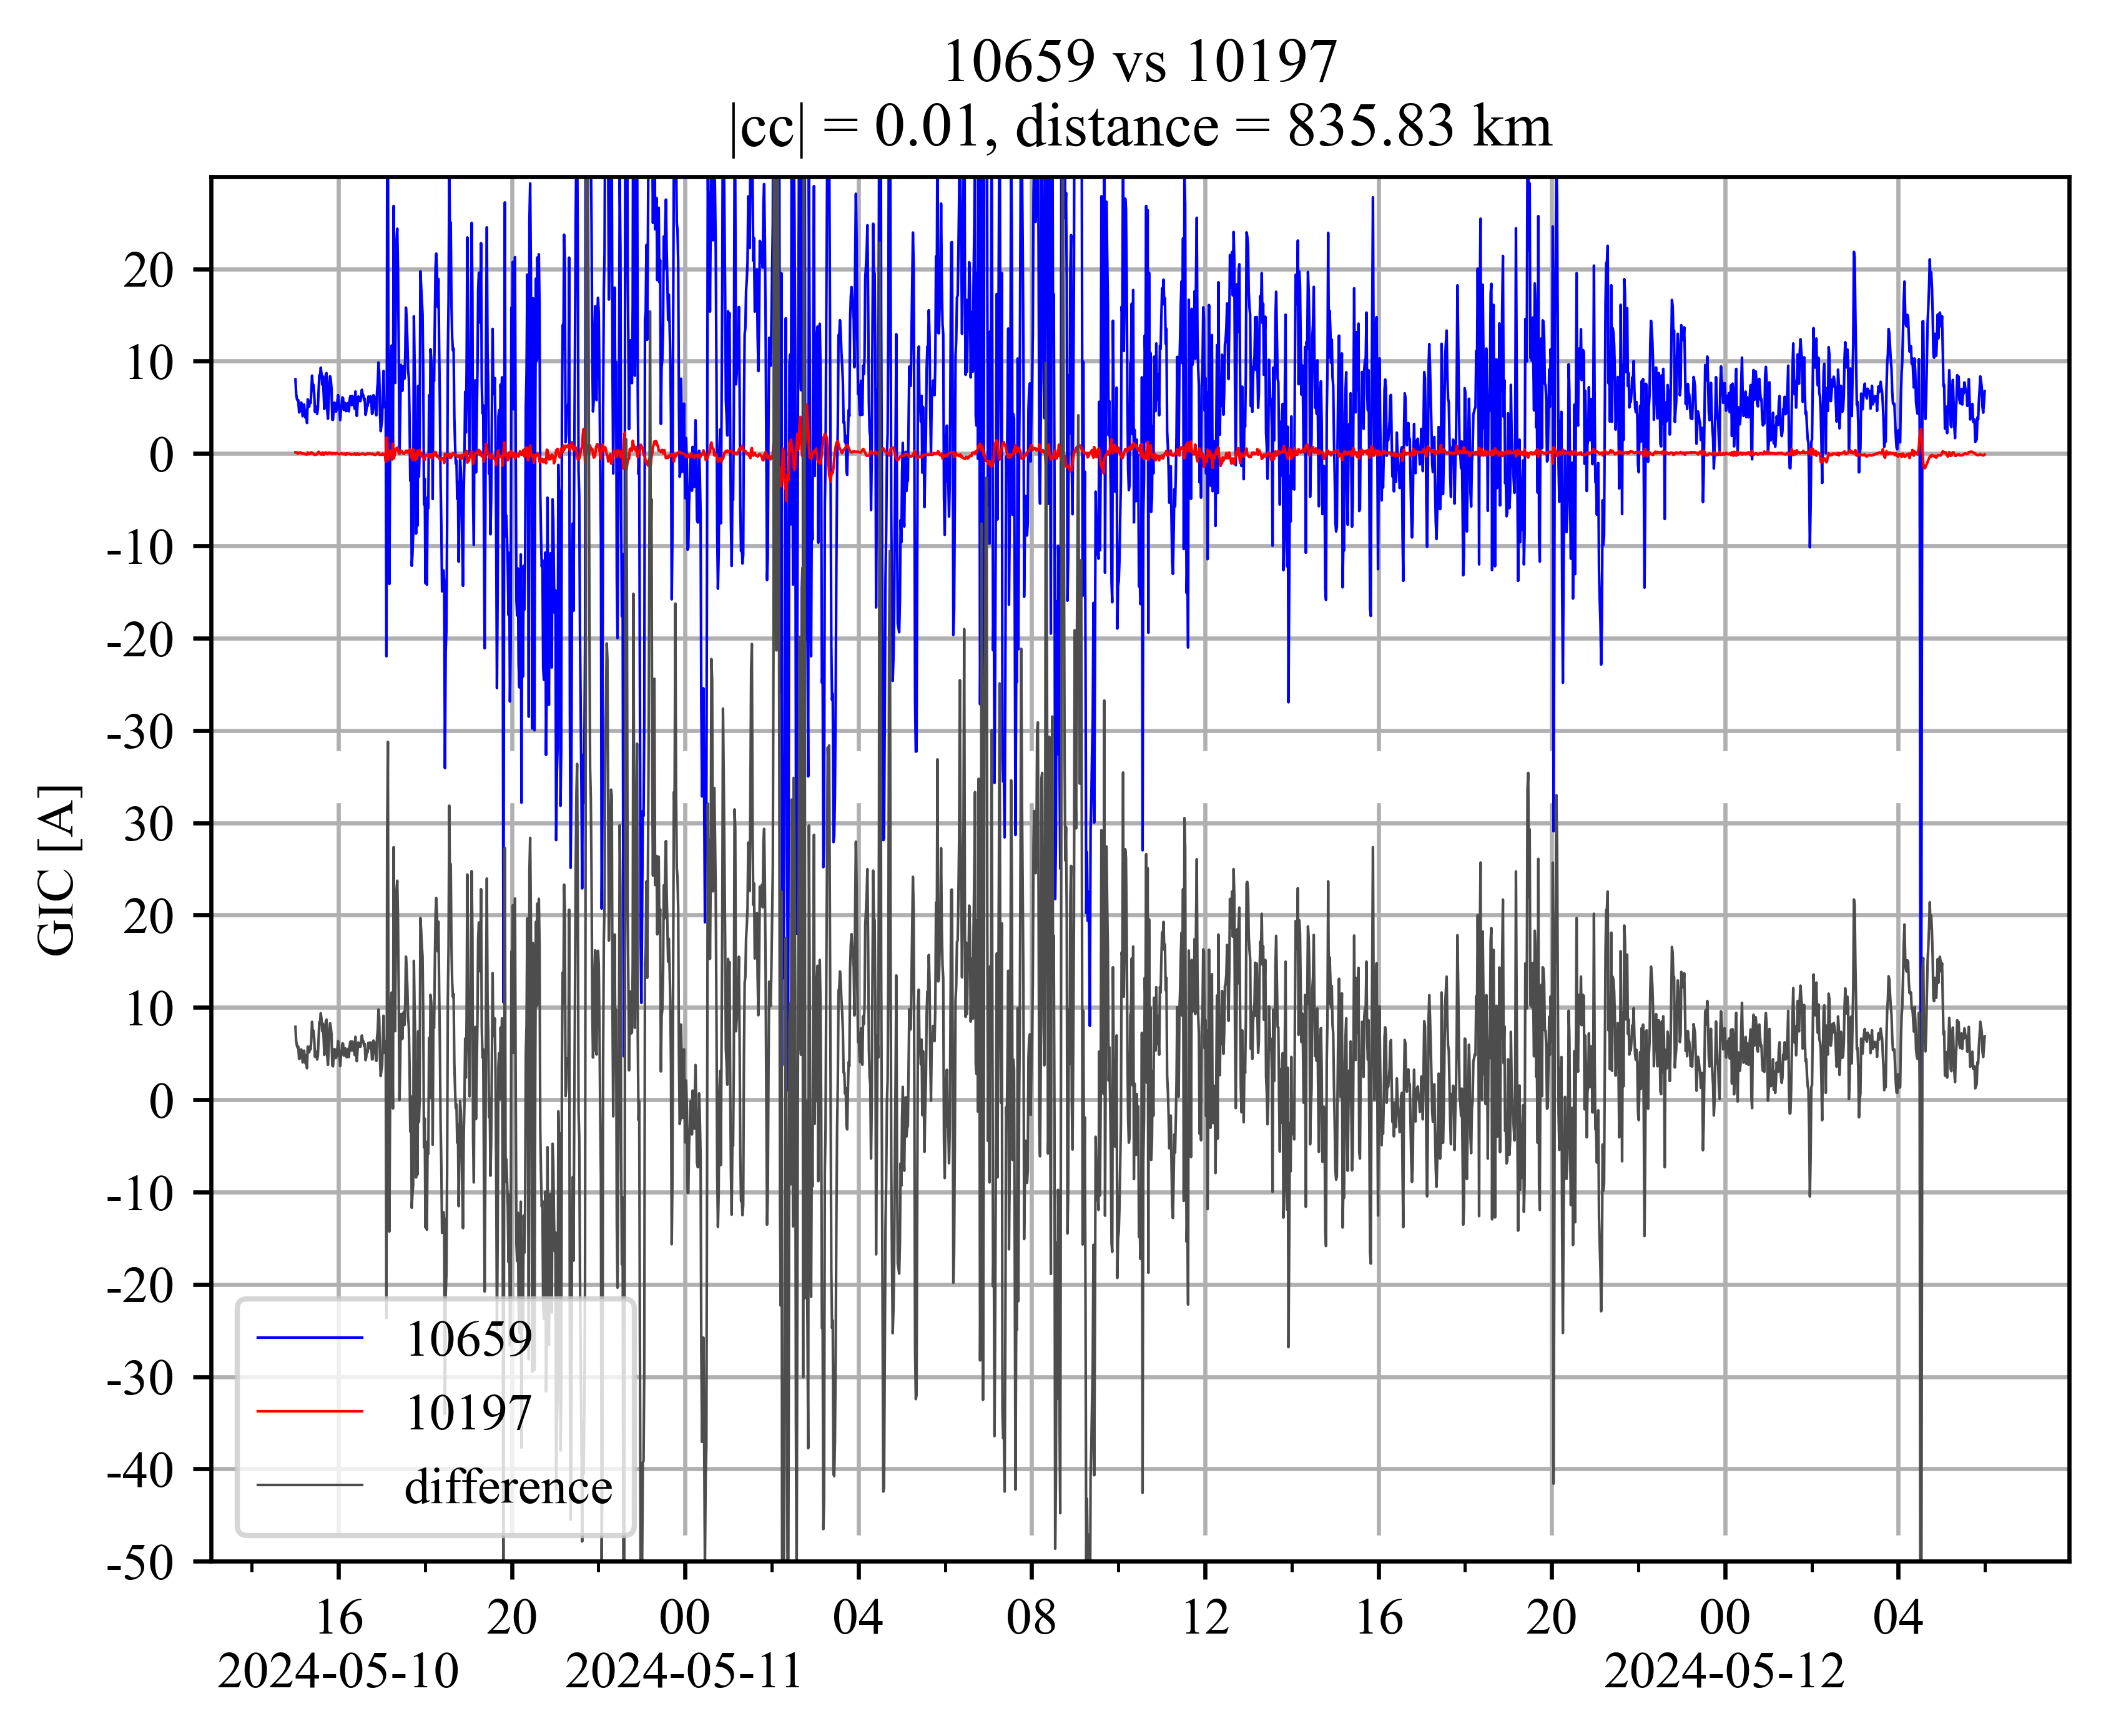 10659 vs 10197
|cc| = 0.01, distance = 835.83 km
GIC [A]
20
10
0
-10
-20
-30
30
20
10
0
-10
-20
-30
-40
-50
10659
10197
difference
16 20 00 04 08 12 16 20 00 04
2024-05-10 2024-05-11 2024-05-12